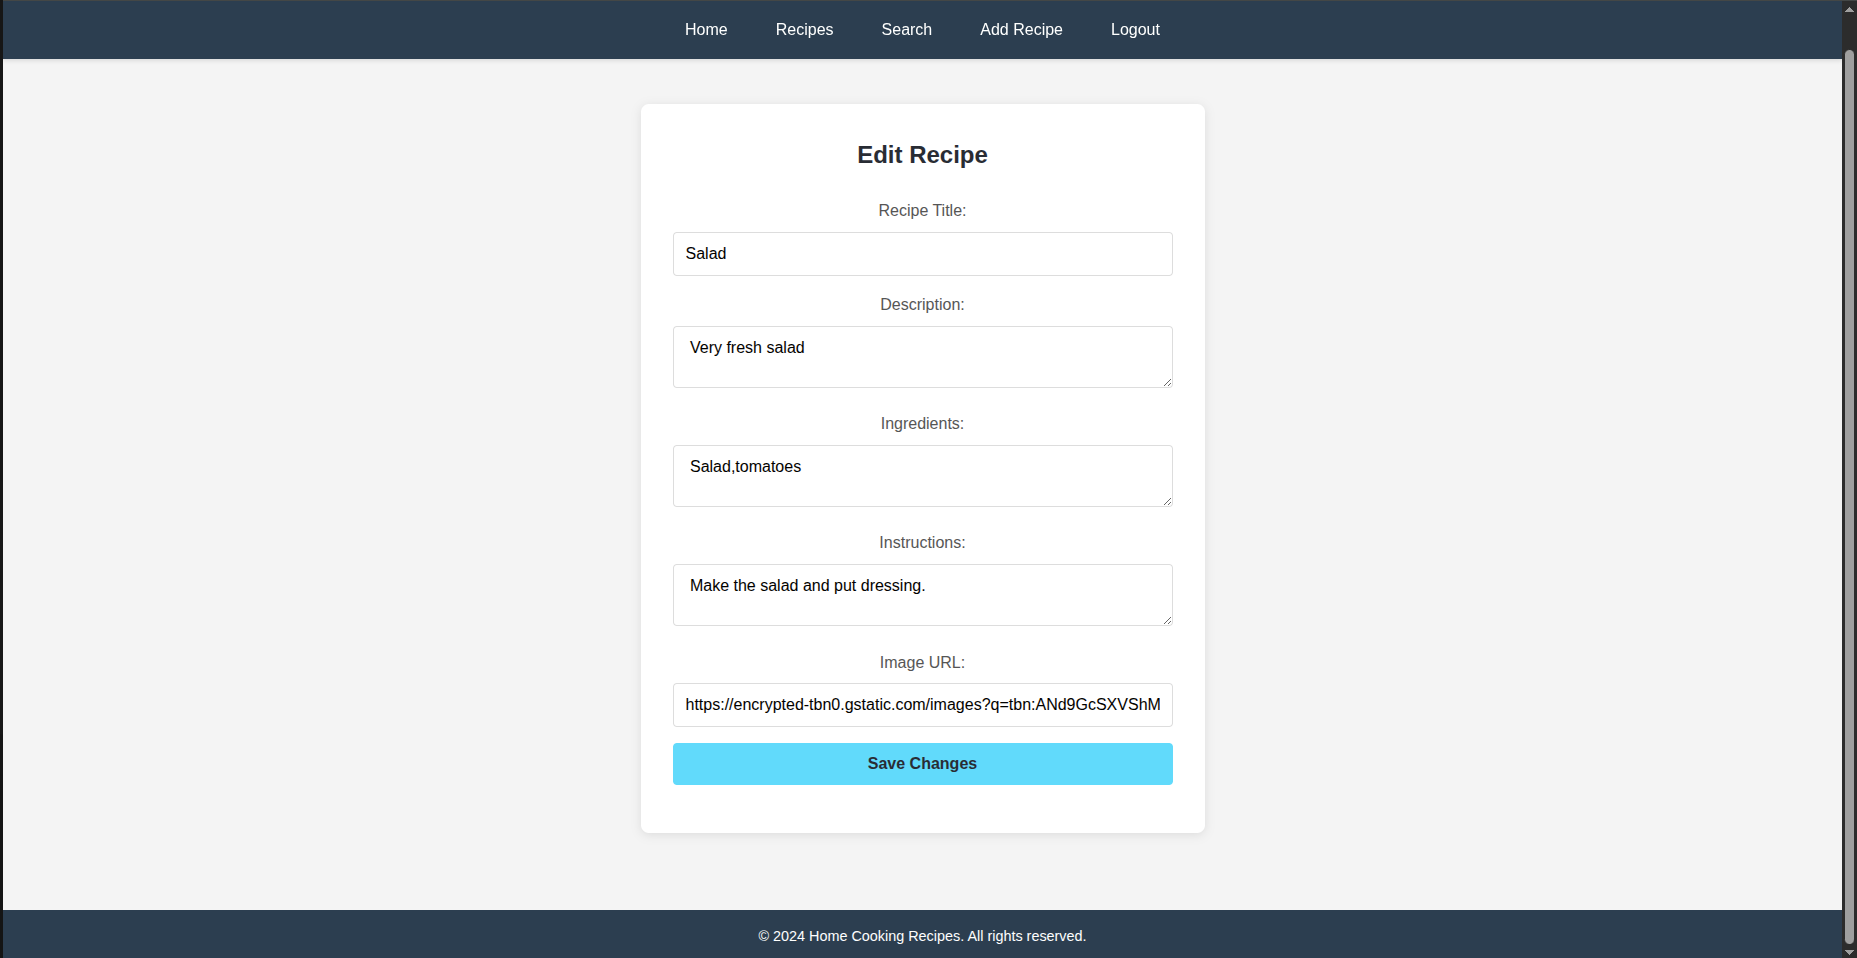 Home Recipes Search Add Recipe Logout
Edit Recipe
Recipe Title:
Salad
Description:
Very fresh salad
Ingredients:
Salad,tomatoes
Instructions:
Make the salad and put dressing.
Image URL:
https://encrypted-tbn0.gstatic.com/images?q=tbn:ANd9GcSXVShM
Save Changes
© 2024 Home Cooking Recipes. All rights reserved.